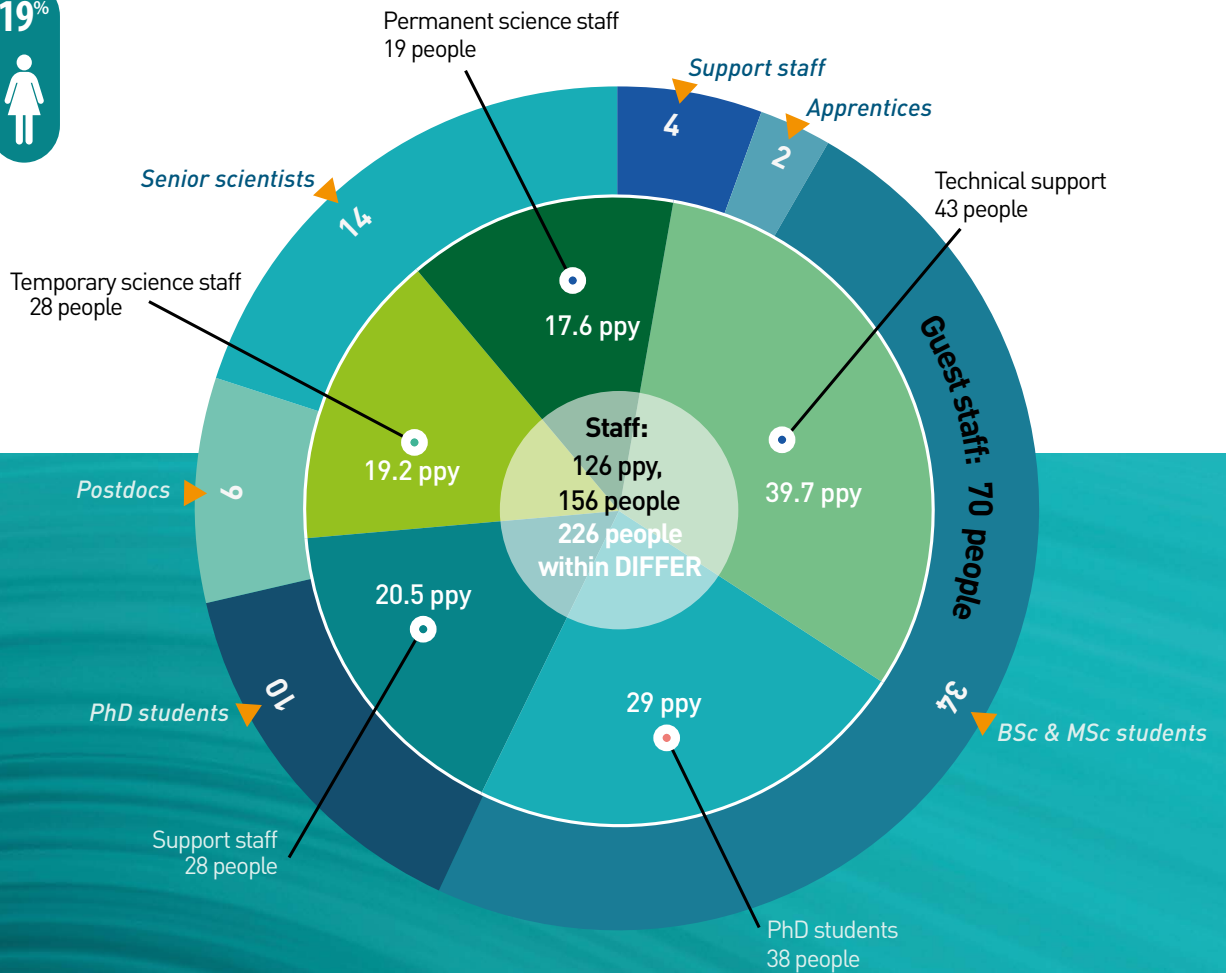 19%
Permanent science staff
19 people
Support staff
4
Apprentices
2
Senior scientists
14
Technical support
43 people
Temporary science staff
28 people
17.6 ppy
Guest staff: 70 people
Staff:
126 ppy,
156 people
226 people
within DIFFER
19.2 ppy
39.7 ppy
Postdocs
6
20.5 ppy
PhD students
10
29 ppy
34
BSc & MSc students
Support staff
28 people
PhD students
38 people